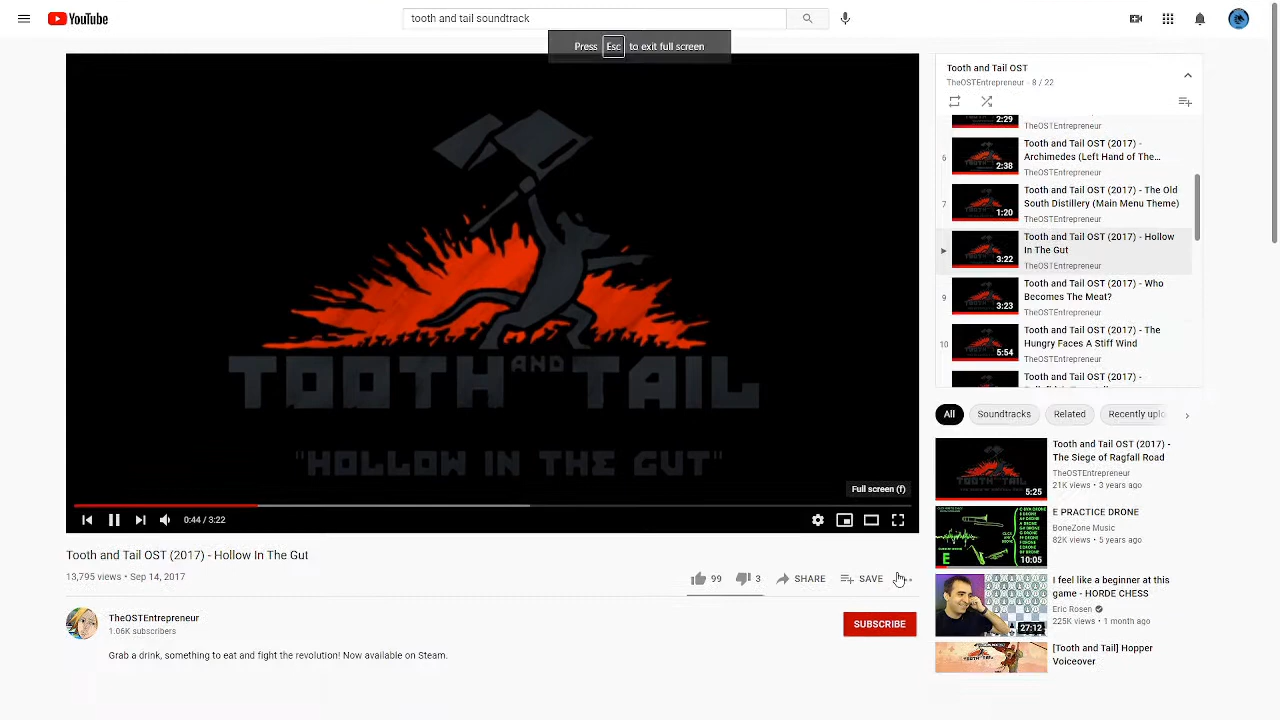 YouTube
tooth and tail soundtrack
Press Esc to exit full screen
TOOTH AND TAIL
"HOLLOW IN THE GUT"
Full screen (f)
0:44 / 3:22
Tooth and Tail OST (2017) - Hollow In The Gut
13,795 views • Sep 14, 2017
99
3
SHARE
SAVE
TheOSTEntrepreneur
1.06K subscribers
SUBSCRIBE
Grab a drink, something to eat and fight starvation! Now available on Steam.
Tooth and Tail OST
TheOSTEntrepreneur - 8 / 22
2:29
TheOSTEntrepreneur
6
2:38
Tooth and Tail OST (2017) -
Archimedes (Left Hand of The...
TheOSTEntrepreneur
7
1:20
Tooth and Tail OST (2017) - The Old
South Distillery (Main Menu Theme)
TheOSTEntrepreneur
3:22
Tooth and Tail OST (2017) - Hollow
In The Gut
TheOSTEntrepreneur
9
3:23
Tooth and Tail OST (2017) - Who
Becomes The Meat?
TheOSTEntrepreneur
10
5:54
Tooth and Tail OST (2017) - The
Hungry Faces A Stiff Wind
TheOSTEntrepreneur
Tooth and Tail OST (2017) -
All
Soundtracks
Related
Recently uplo
5:25
Tooth and Tail OST (2017) -
The Siege of Ragfall Road
TheOSTEntrepreneur
21K views • 3 years ago
E
10:05
E PRACTICE DRONE
BoneZone Music
82K views • 5 years ago
27:12
I feel like a beginner at this
game - HORDE CHESS
Eric Rosen
225K views • 1 month ago
[Tooth and Tail] Hopper
Voiceover